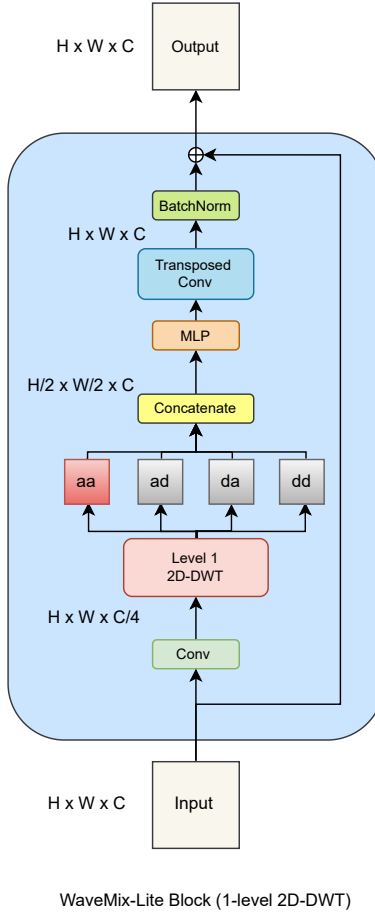 H x W x C
Output
BatchNorm
H x W x C
Transposed
Conv
MLP
H/2 x W/2 x C
Concatenate
aa
ad
da
dd
Level 1
2D-DWT
H x W x C/4
Conv
H x W x C
Input
WaveMix-Lite Block (1-level 2D-DWT)